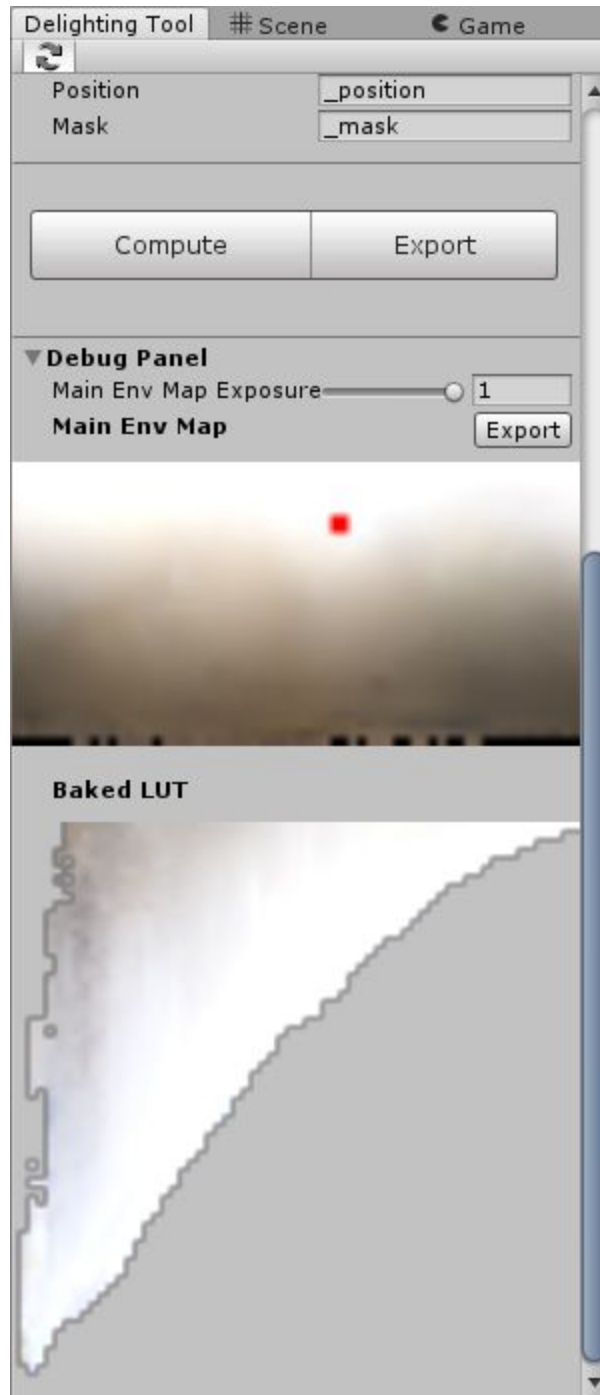 Delighting Tool Scene Game
Position _position
Mask _mask
Compute Export
Debug Panel
Main Env Map Exposure 1
Main Env Map Export
Baked LUT